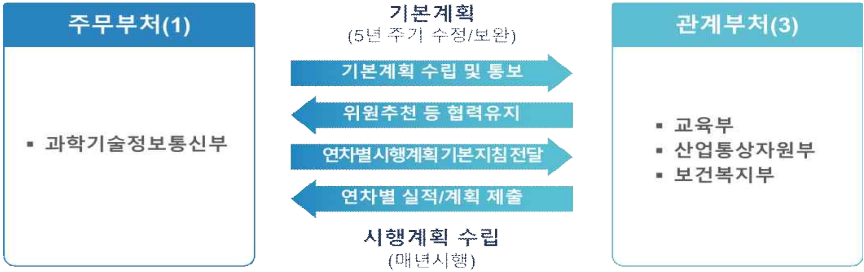 주무부처(1)
▪ 과학기술정보통신부
기본계획
(5년 주기 수정/보완)
기본계획 수립 및 통보
위원추천 등 협력유지
연차별시행계획기본지침전달
연차별 실적/계획 제출
시행계획 수립
(매년시행)
관계부처(3)
▪ 교육부
▪ 산업통상자원부
▪ 보건복지부